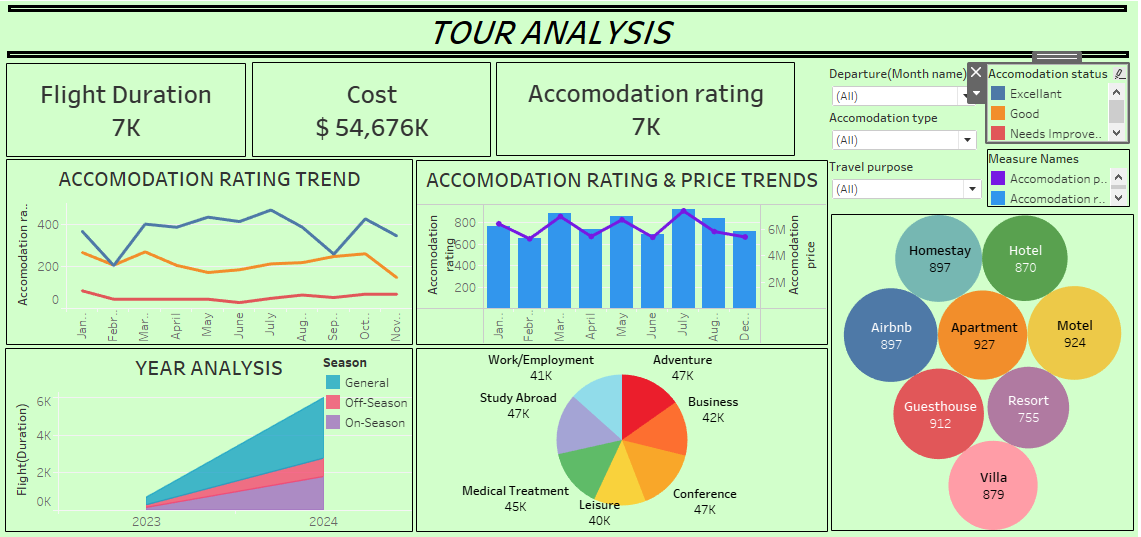 TOUR ANALYSIS
Flight Duration
7K
Cost
$ 54,676K
Accomodation rating
7K
Departure(Month name)
(All)
Accomodation type
(All)
Travel purpose
(All)
Accomodation status
Excellant
Good
Needs Improve..
Measure Names
Accomodation p..
Accomodation r..
ACCOMODATION RATING TREND
Accomodation ra..
400
200
0
Jan..
Febr..
Mar..
April
May
June
July
Aug..
Sep..
Oct..
Nov..
ACCOMODATION RATING & PRICE TRENDS
Accomodation
rating
800
600
400
200
6M
4M
2M
Accomodation
price
Jan..
Febr..
Mar..
April
May
June
July
Aug..
Dec..
YEAR ANALYSIS
Season
General
Off-Season
On-Season
Flight(Duration)
6K
4K
2K
0K
2023
2024
Work/Employment
41K
Adventure
47K
Study Abroad
47K
Business
42K
Medical Treatment
45K
Leisure
40K
Conference
47K
Homestay
897
Hotel
870
Airbnb
897
Apartment
927
Motel
924
Guesthouse
912
Resort
755
Villa
879